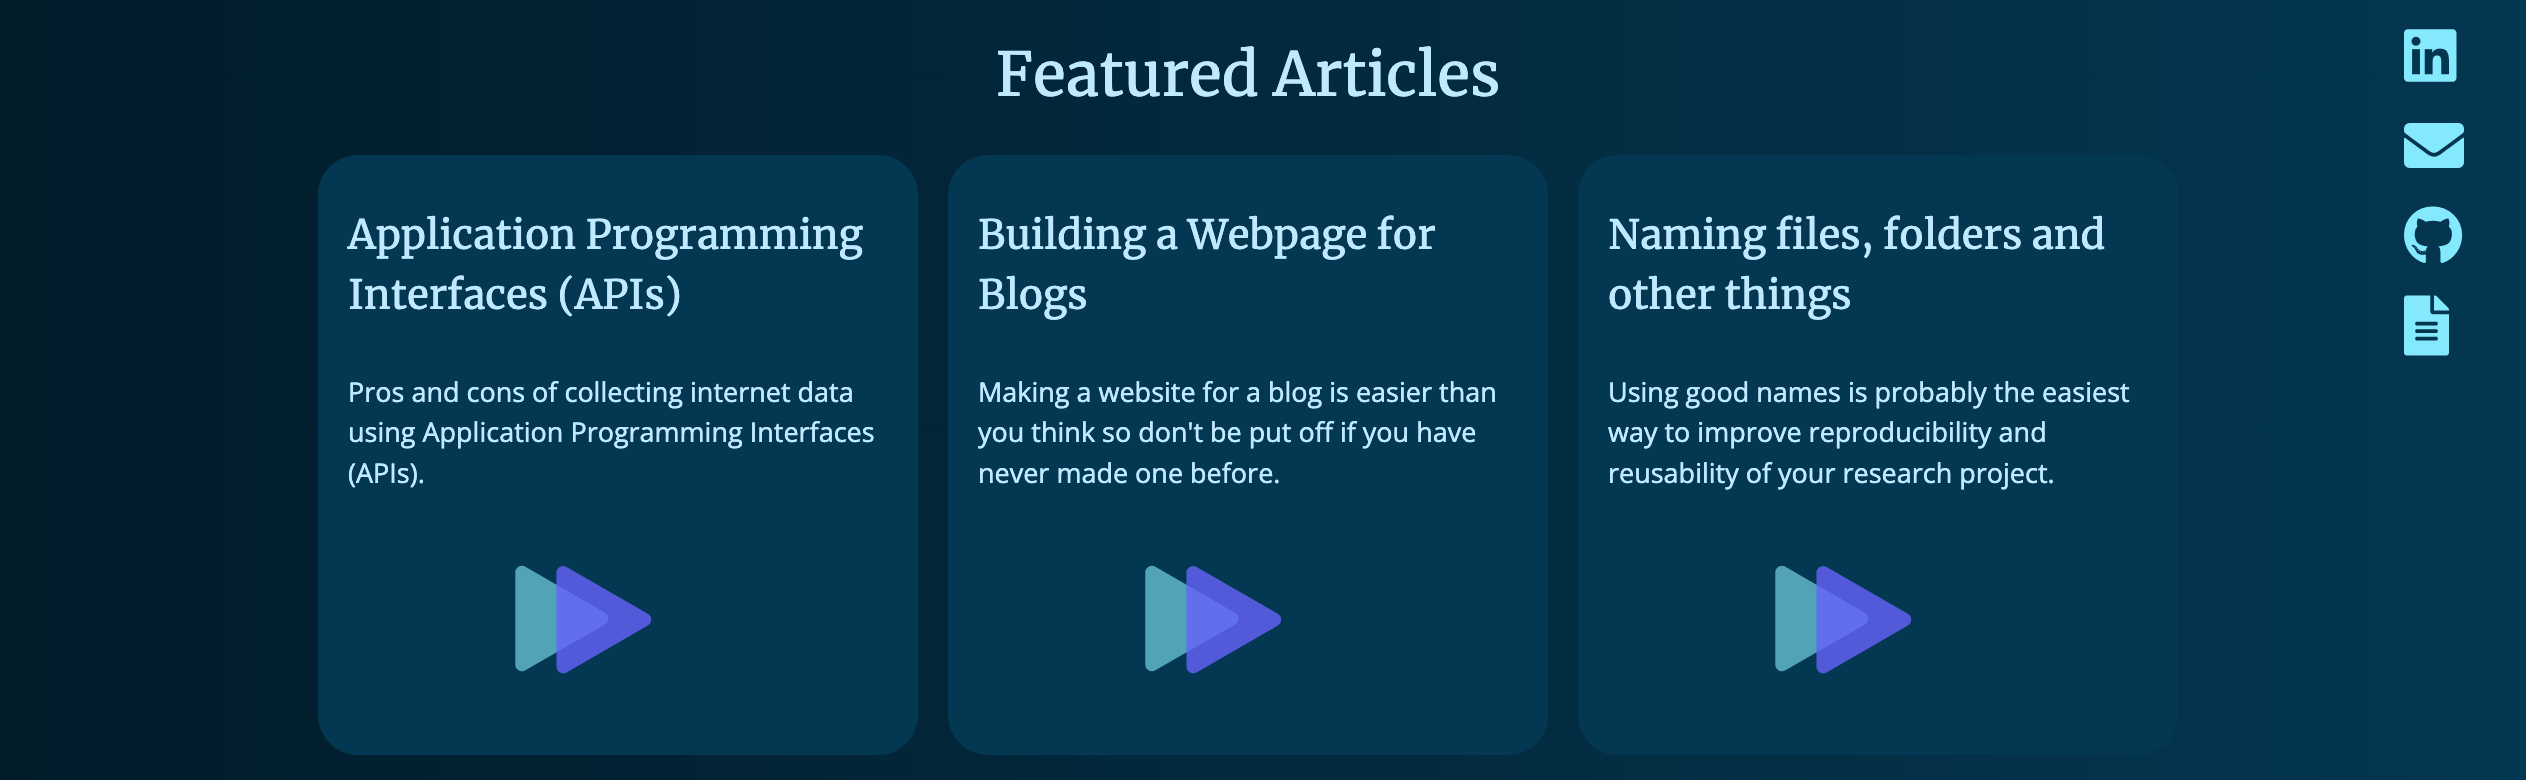 Featured Articles
Application Programming
Interfaces (APIs)
Pros and cons of collecting internet data
using Application Programming Interfaces
(APIs).
Building a Webpage for
Blogs
Making a website for a blog is easier than
you think so don't be put off if you have
never made one before.
Naming files, folders and
other things
Using good names is probably the easiest
way to improve reproducibility and
reusability of your research project.
in